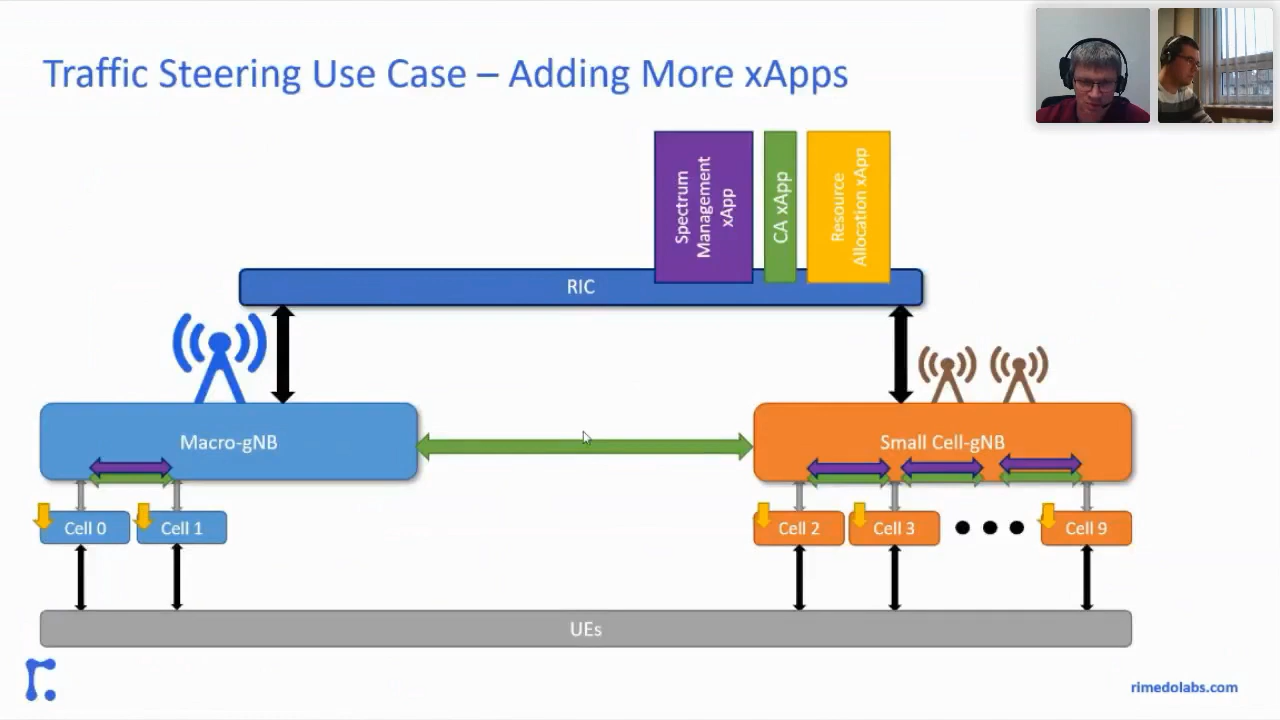 Traffic Steering Use Case – Adding More xApps
Spectrum
Management
xApp
CA xApp
Resource
Allocation xApp
RIC
Macro-gNB
Small Cell-gNB
Cell 0
Cell 1
Cell 2
Cell 3
Cell 9
UEs
rimedolabs.com